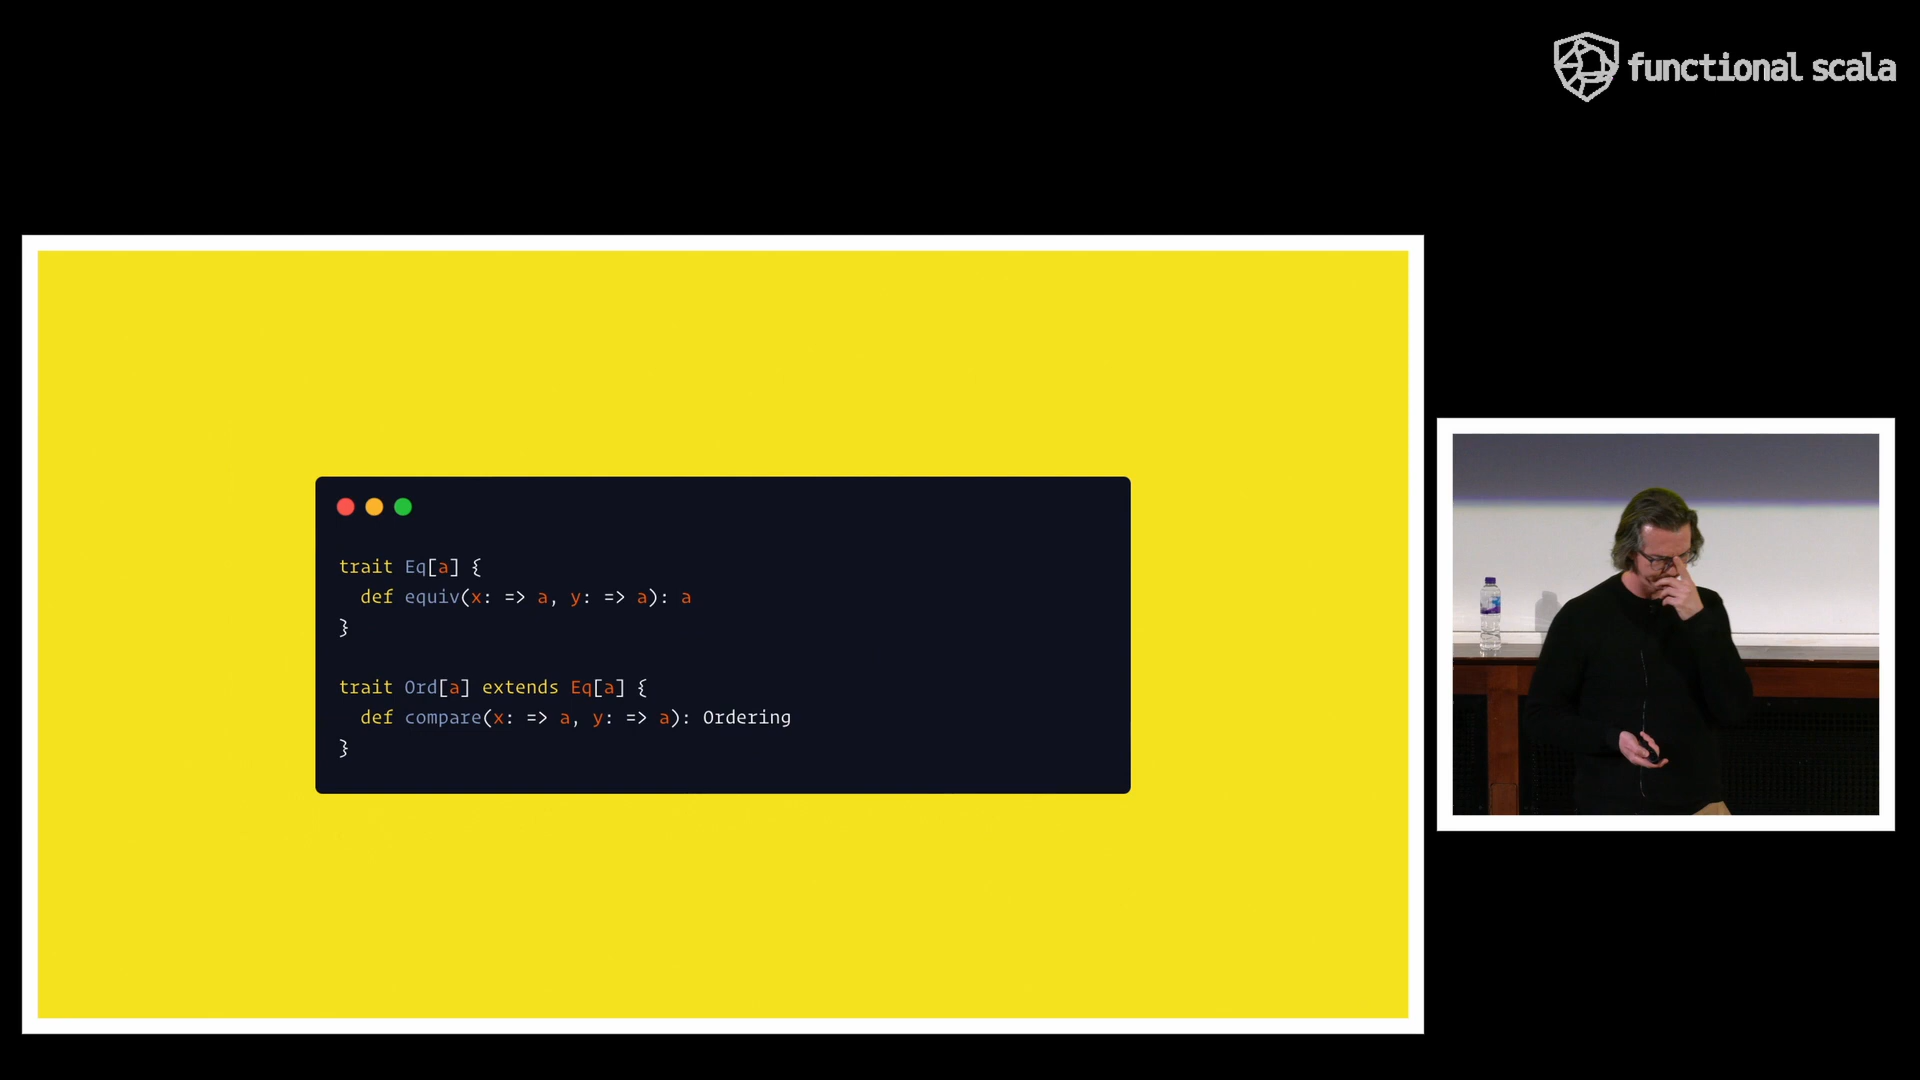 functional scala
trait Eq[a] {
  def equiv(x: => a, y: => a): a
}
trait Ord[a] extends Eq[a] {
  def compare(x: => a, y: => a): Ordering
}